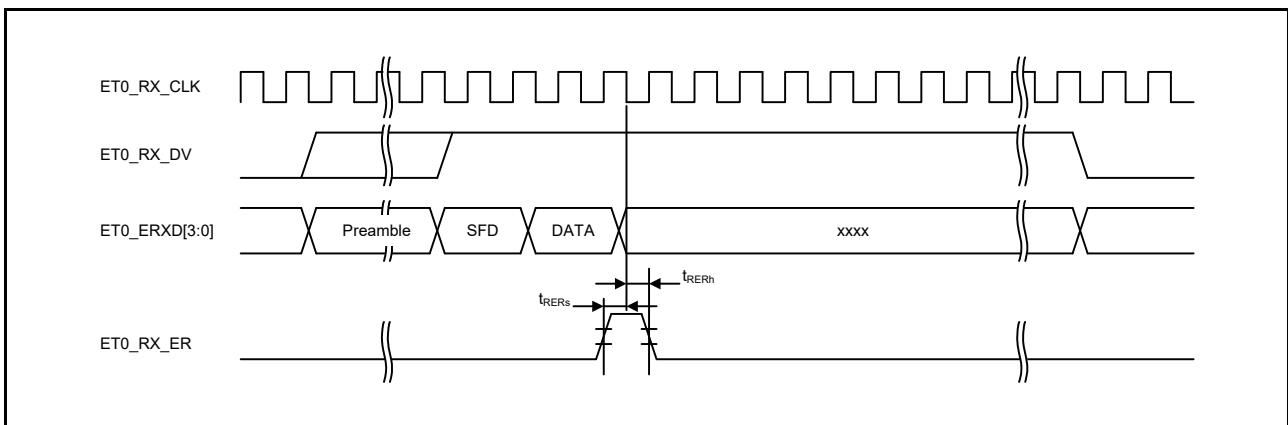 ET0_RX_CLK
ET0_RX_DV
ET0_ERXD[3:0]
Preamble
SFD
DATA
xxxx
tRERh
tRERs
ET0_RX_ER